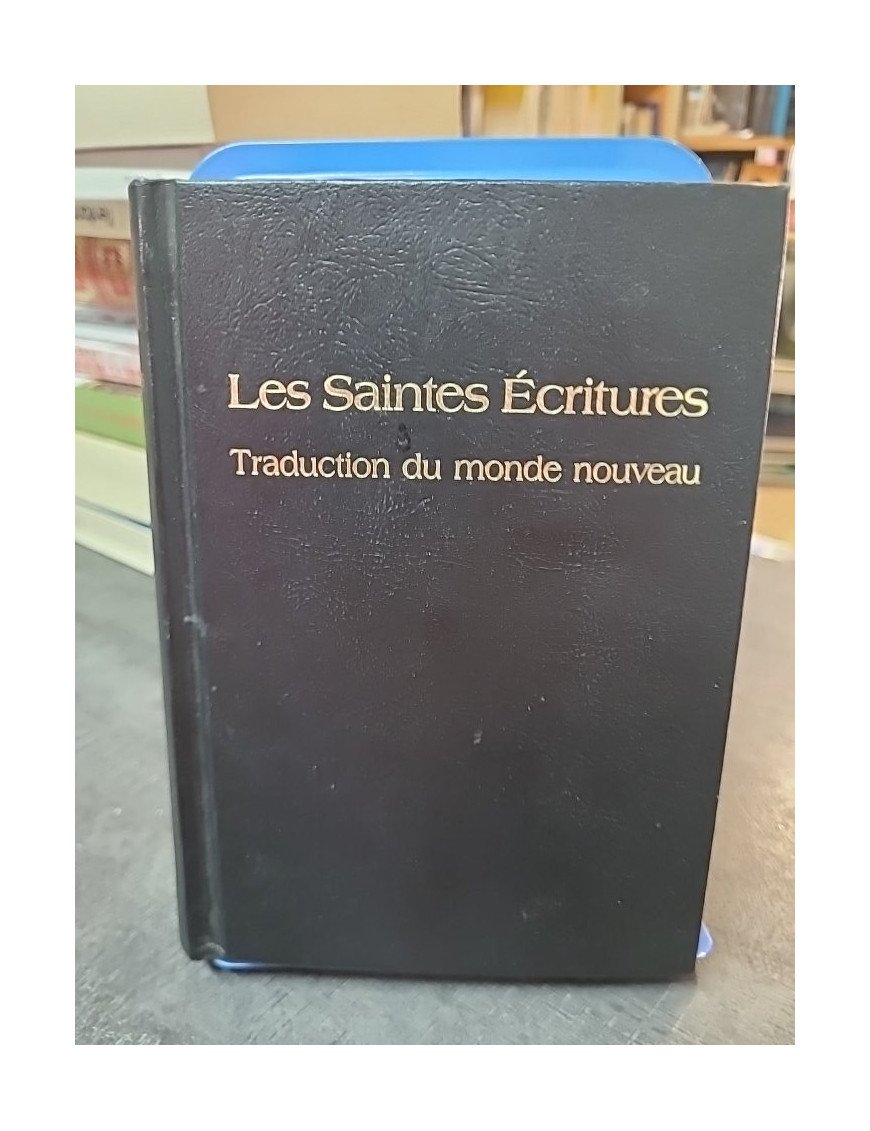 Les Saintes Écritures
Traduction du monde nouveau